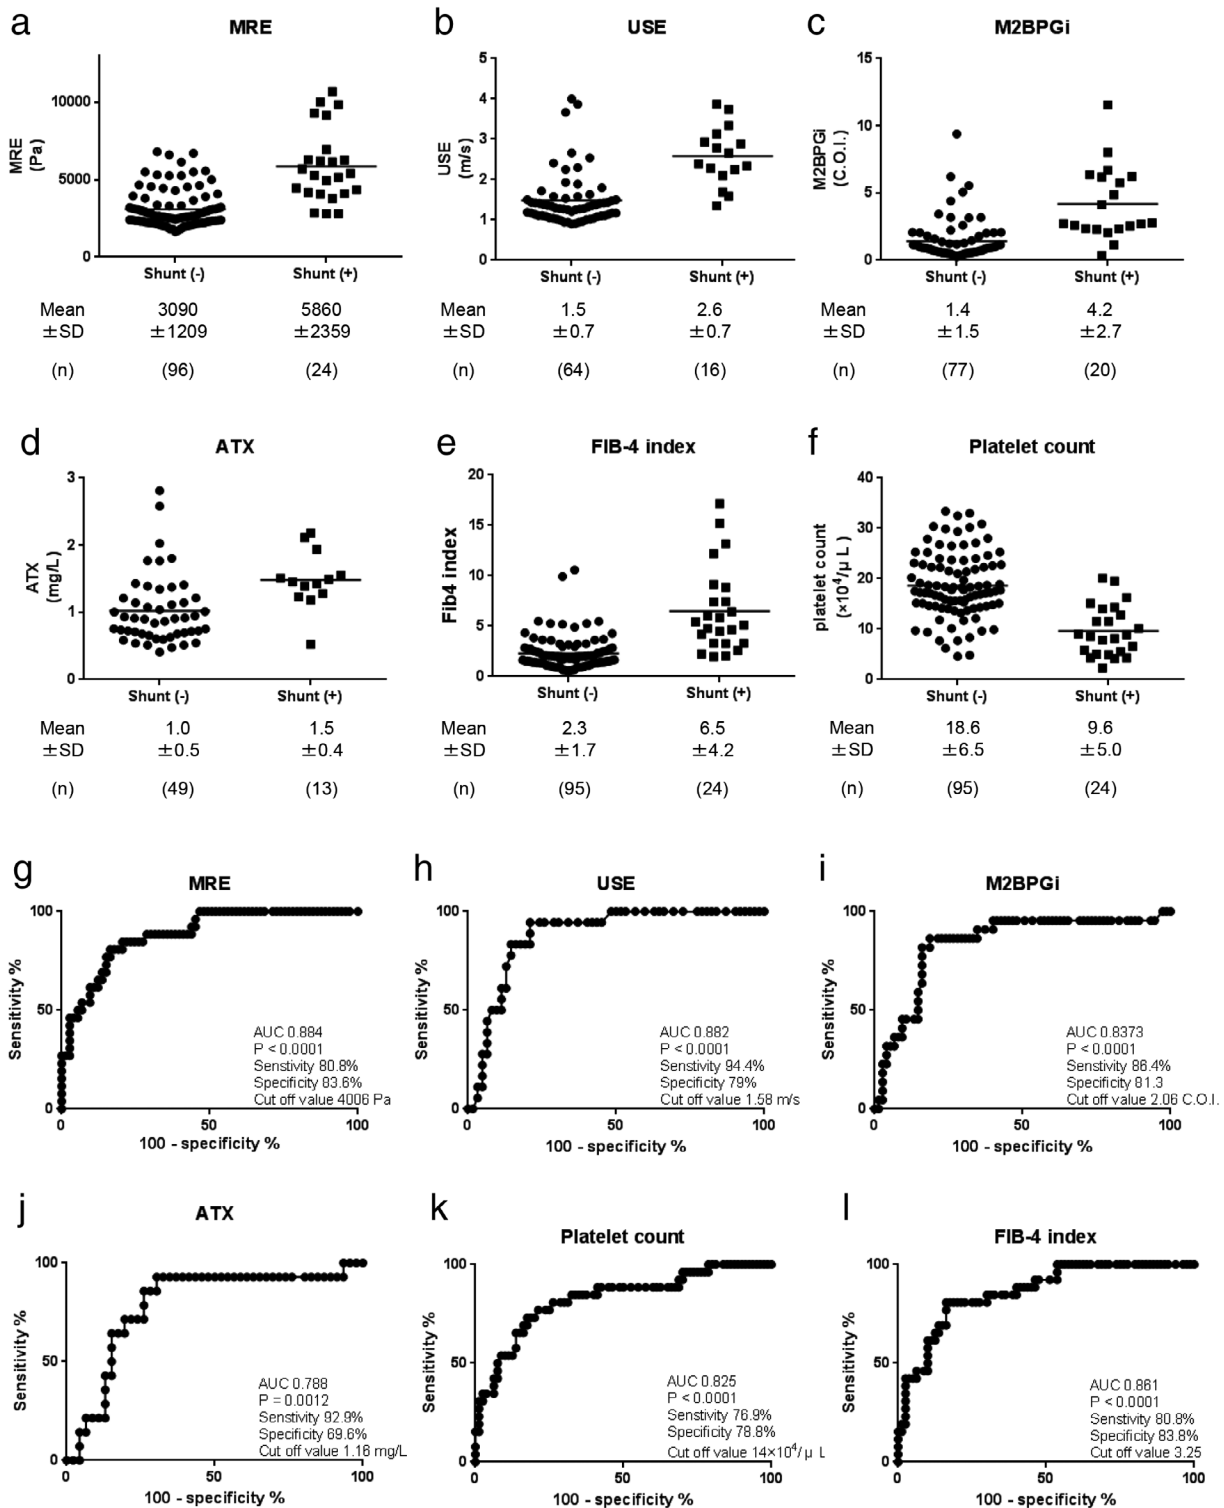 a
MRE
MRE
(Pa)
10000
5000
0
Shunt (-)
Shunt (+)
Mean
3090
5860
±SD
±1209
±2359
(n)
(96)
(24)
b
USE
USE
(m/s)
5
4
3
2
1
0
Shunt (-)
Shunt (+)
Mean
1.5
2.6
±SD
±0.7
±0.7
(n)
(64)
(16)
c
M2BPGi
M2BPGi
(C.O.I.)
15
10
5
0
Shunt (-)
Shunt (+)
Mean
1.4
4.2
±SD
±1.5
±2.7
(n)
(77)
(20)
d
ATX
ATX
(mg/L)
3
2
1
0
Shunt (-)
Shunt (+)
Mean
1.0
1.5
±SD
±0.5
±0.4
(n)
(49)
(13)
e
FIB-4 index
Fib4 index
20
15
10
5
0
Shunt (-)
Shunt (+)
Mean
2.3
6.5
±SD
±1.7
±4.2
(n)
(95)
(24)
f
Platelet count
platelet count
(×10⁴/μ L)
40
30
20
10
0
Shunt (-)
Shunt (+)
Mean
18.6
9.6
±SD
±6.5
±5.0
(n)
(95)
(24)
g
MRE
Sensitivity %
100
50
0
AUC 0.884
P < 0.0001
Senstivity 80.8%
Specificity 83.6%
Cut off value 4006 Pa
0
50
100
100 - specificity %
h
USE
Sensitivity %
100
50
0
AUC 0.882
P < 0.0001
Senstivity 94.4%
Specificity 79%
Cut off value 1.58 m/s
0
50
100
100 - specificity %
i
M2BPGi
Sensitivity %
100
50
0
AUC 0.8373
P < 0.0001
Senstivity 86.4%
Specificity 81.3
Cut off value 2.06 C.O.I.
0
50
100
100 - specificity %
j
ATX
Sensitivity %
100
50
0
AUC 0.788
P = 0.0012
Senstivity 92.9%
Specificity 69.6%
Cut off value 1.16 mg/L
0
50
100
100 - specificity %
k
Platelet count
Sensitivity %
100
50
0
AUC 0.825
P < 0.0001
Senstivity 76.9%
Specificity 78.8%
Cut off value 14×10⁴/μ L
0
50
100
100 - specificity %
l
FIB-4 index
Sensitivity %
100
50
0
AUC 0.861
P < 0.0001
Senstivity 80.8%
Specificity 83.8%
Cut off value 3.25
0
50
100
100 - specificity %